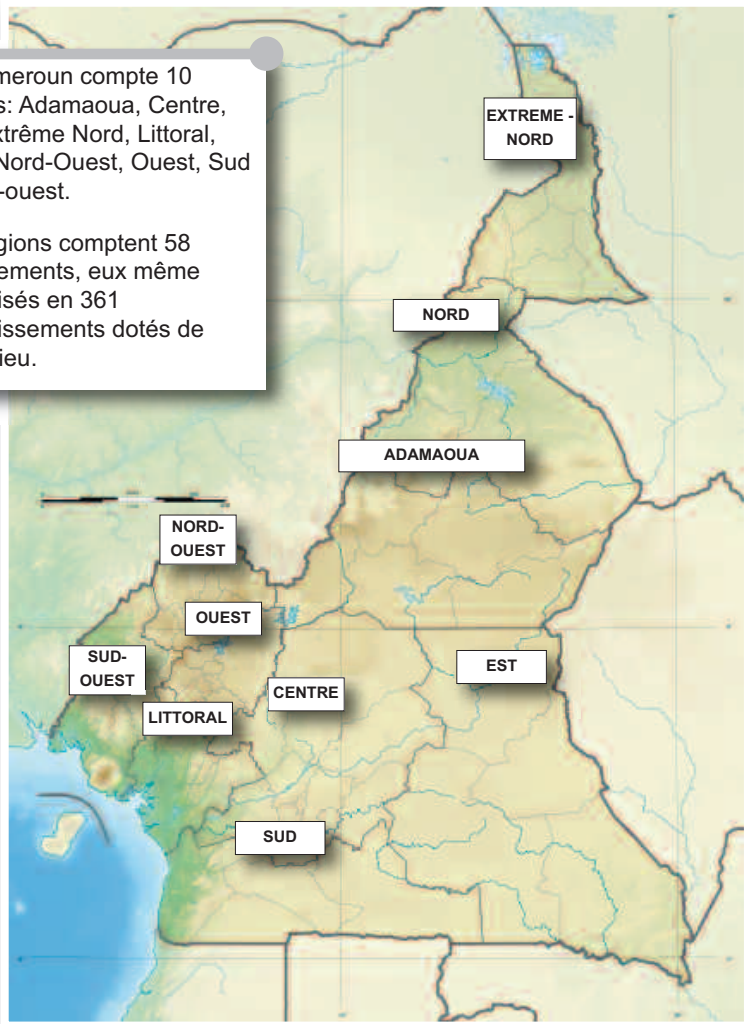 meroun compte 10
s: Adamaoua, Centre,
xtrême Nord, Littoral,
Nord-Ouest, Ouest, Sud
-ouest.
gions comptent 58
ements, eux même
isés en 361
issements dotés de
ieu.
EXTREME -
NORD
NORD
ADAMAOUA
NORD-
OUEST
OUEST
SUD-
OUEST
EST
CENTRE
LITTORAL
SUD